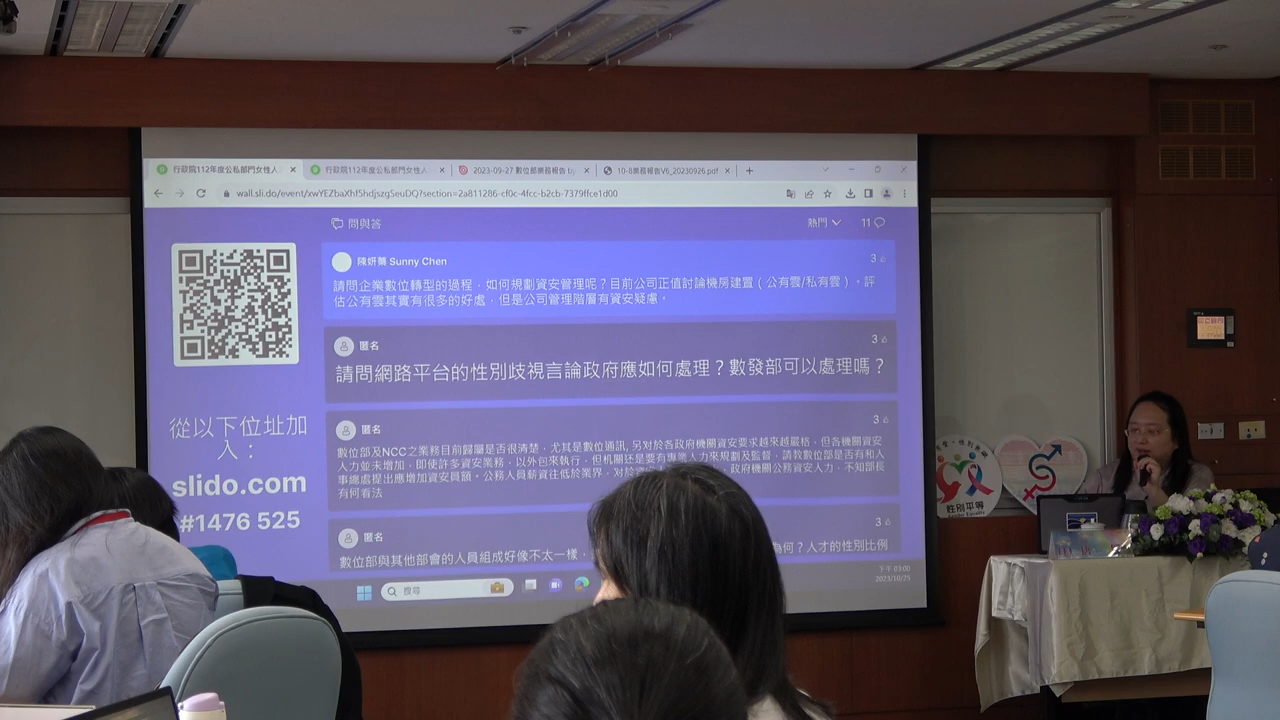 行政院112年度公私部門女性人
行政院112年度公私部門女性人
2023-09-27 數位部業務報告 by
10-8業務報告V6_20230926.pdf
wall.sli.do/event/xwYEZbaXhf5hdjszgSeuDQ?section=2a811286-cf0c-4fcc-b2cb-7379ffce1d00
問與答
熱門
11
從以下位址加
入：
slido.com
#1476 525
Sunny Chen
3
請問企業數位轉型的過程，如何規劃資安管理呢？目前公司正值討論機房建置（公有雲/私有雲）。評
估公有雲其實有很多的好處，但是公司管理階層有資安疑慮。
匿名
3
請問網路平台的性別歧視言論政府應如何處理？數發部可以處理嗎？
匿名
3
數位部及NCC之業務目前歸屬是否很清楚，尤其是數位通訊, 另對於各政府機關資安要求越來越嚴格，但各機關資安
人力並未增加，即使許多資安業務，以外包來執行，但机關还是要有專業人力來規劃及監督，請教數位部是否有和人
事總處提出應增加資安員額。公務人員薪資往低於業界，對於資
政府機關公務資安人力，不知部長
有何看法
匿名
3
數位部與其他部會的人員組成好像不太一樣，
為何？人才的性別比例
搜尋
下午 03:00
2023/10/25
性別平等